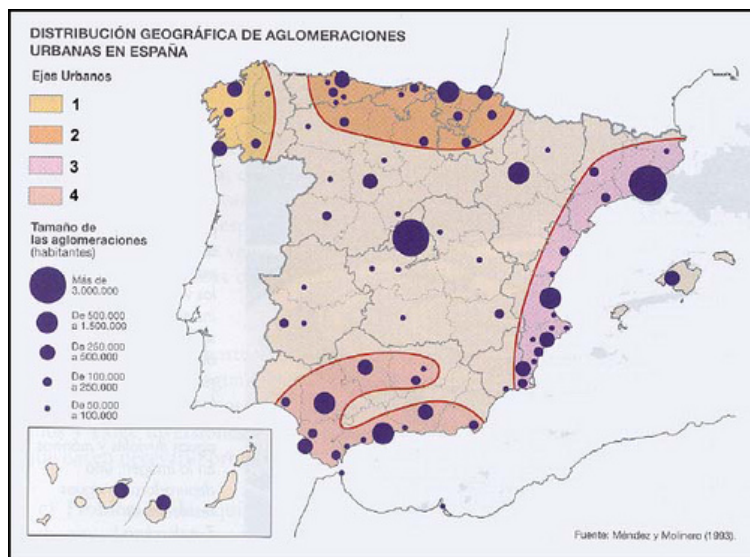 DISTRIBUCIÓN GEOGRÁFICA DE AGLOMERACIONES
URBANAS EN ESPAÑA
Ejes Urbanos
1
2
3
4
Tamaño de
las aglomeraciones
(habitantes)
Más de
3.000.000
De 500.000
a 1.500.000
De 250.000
a 500.000
De 100.000
a 250.000
De 50.000
a 100.000
Fuente: Méndez y Molinero (1993).